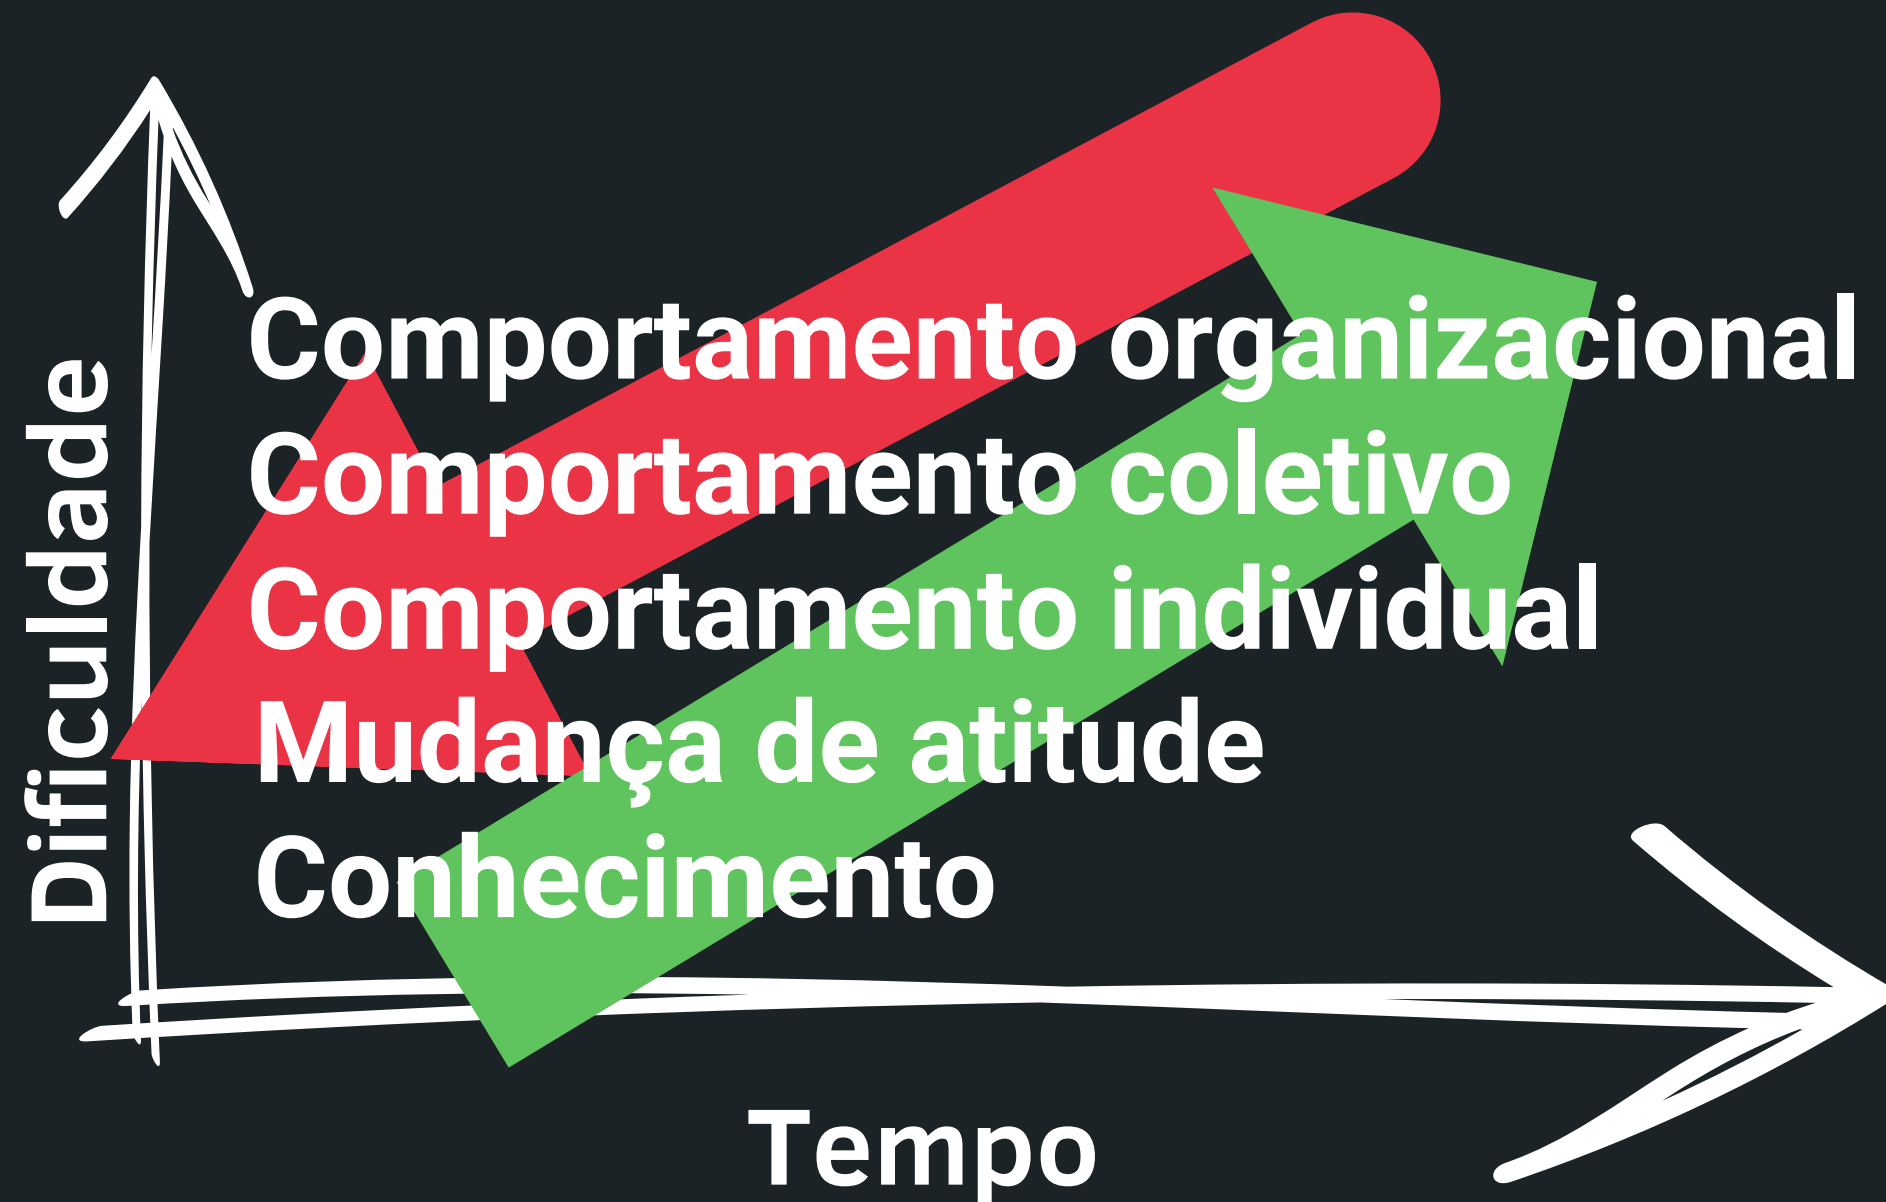 Dificuldade
Comportamento organizacional
Comportamento coletivo
Comportamento individual
Mudança de atitude
Conhecimento
Tempo